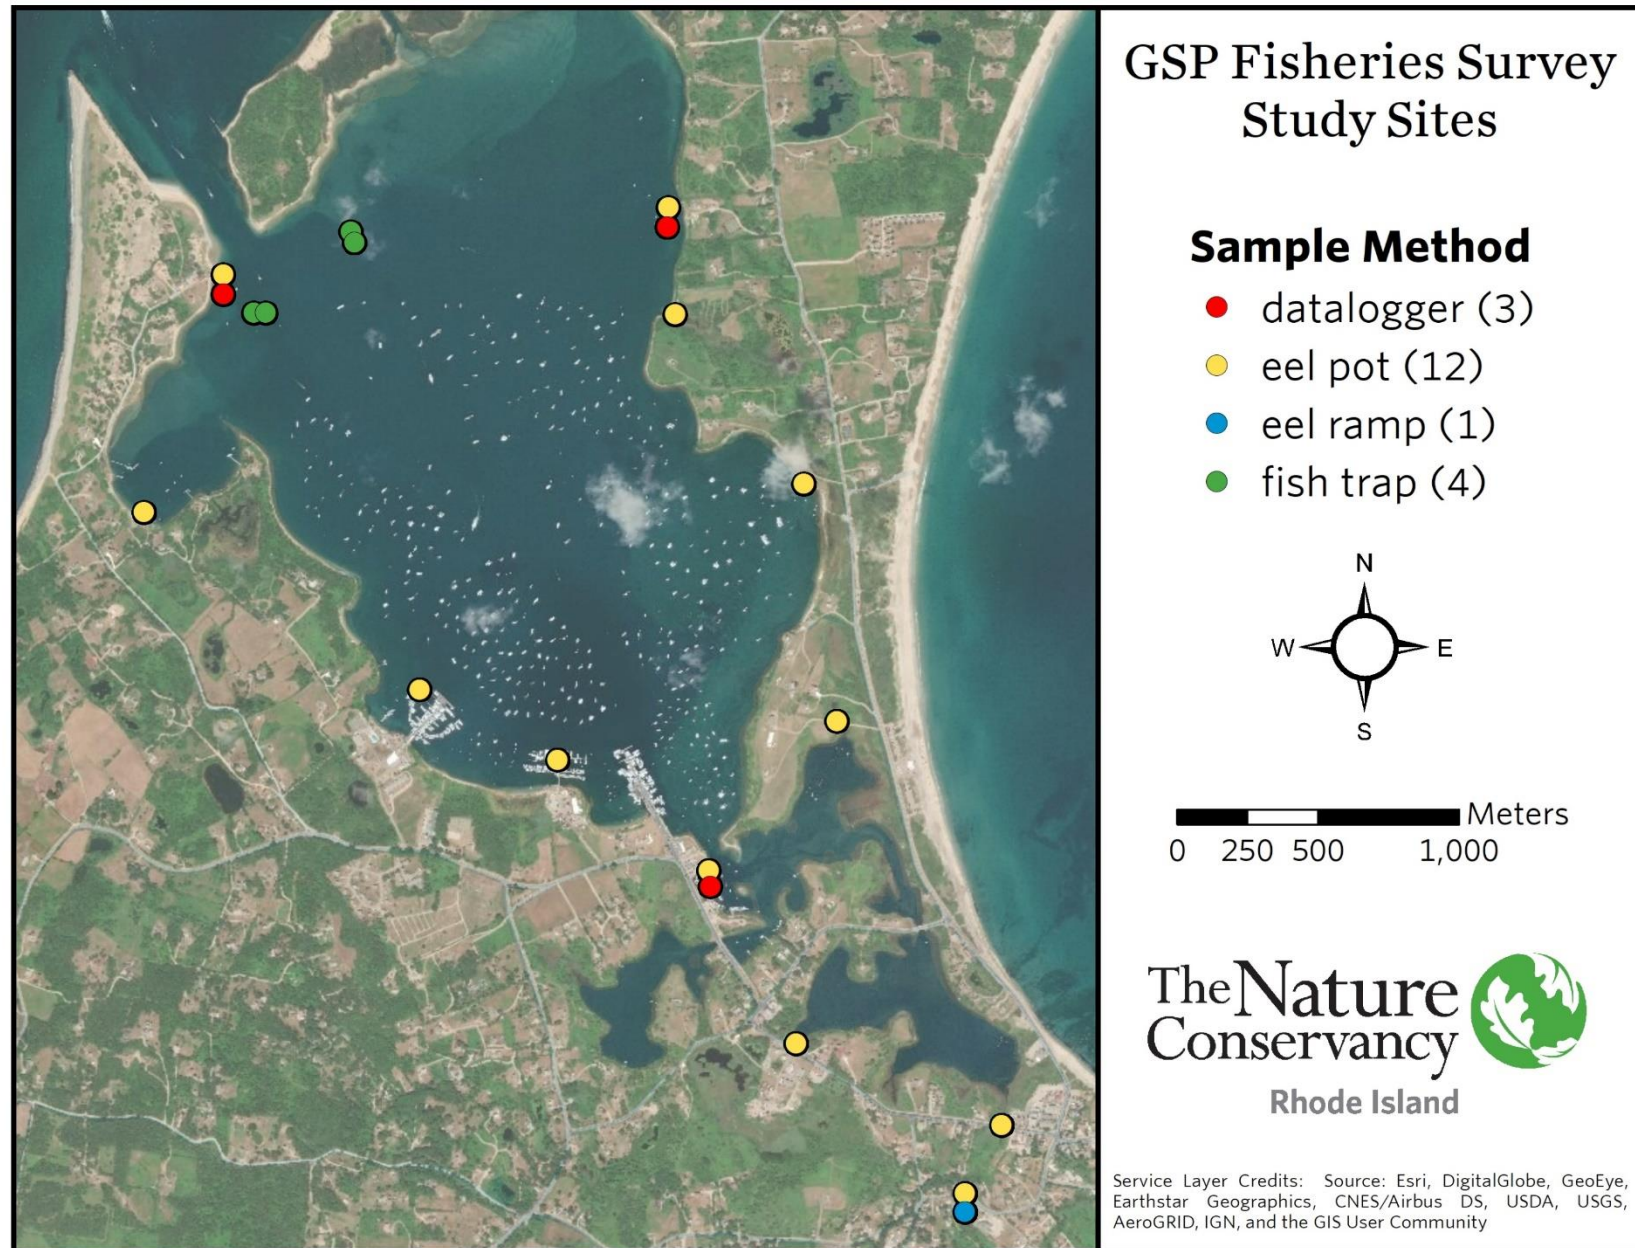 GSP Fisheries Survey
Study Sites
Sample Method
datalogger (3)
eel pot (12)
eel ramp (1)
fish trap (4)
N
W E
S
Meters
0 250 500 1,000
The Nature
Conservancy
Rhode Island
Service Layer Credits: Source: Esri, DigitalGlobe, GeoEye,
Earthstar Geographics, CNES/Airbus DS, USDA, USGS,
AeroGRID, IGN, and the GIS User Community